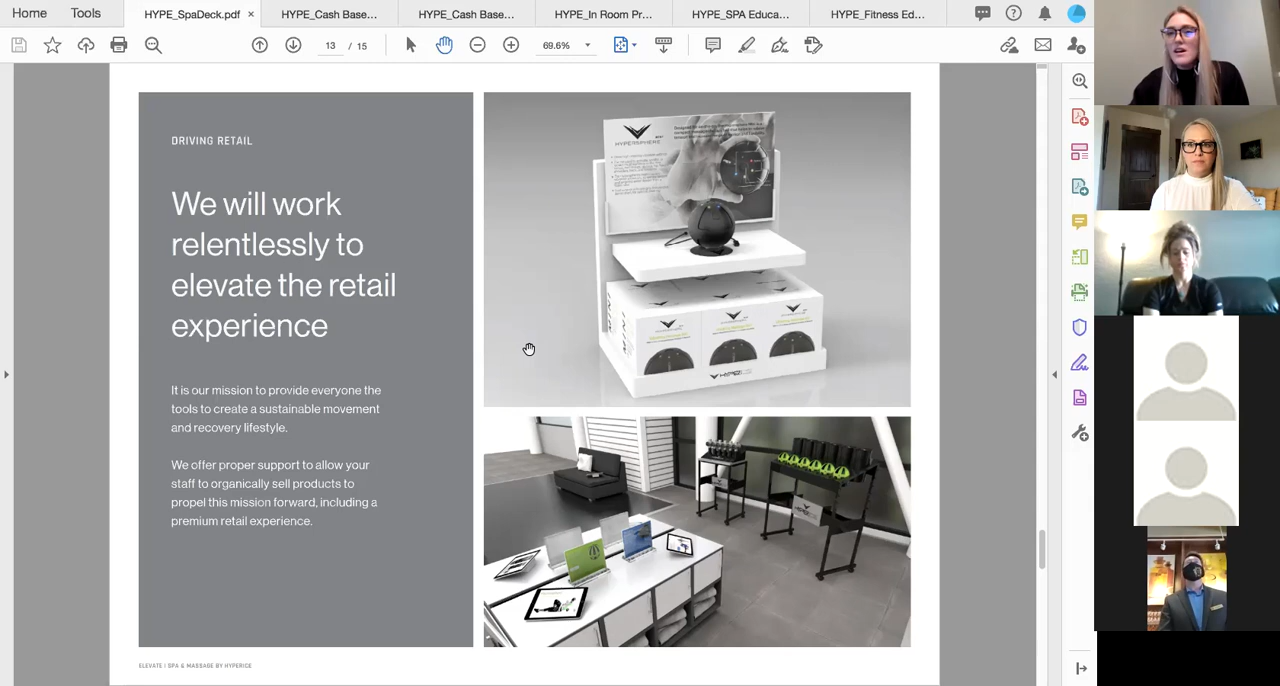 Home
Tools
HYPE_SpaDeck.pdf
HYPE_Cash Base...
HYPE_Cash Base...
HYPE_In Room Pr...
HYPE_SPA Educa...
HYPE_Fitness Ed...
13 / 15
69.6%
DRIVING RETAIL
We will work
relentlessly to
elevate the retail
experience
It is our mission to provide everyone the
tools to create a sustainable movement
and recovery lifestyle.
We offer proper support to allow your
staff to organically sell products to
propel this mission forward, including a
premium retail experience.
HYPERSPHERE
ELEVATE | SPA & MASSAGE BY HYPERICE